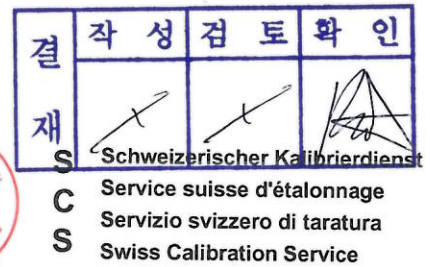 결재
작성 검토 확인
S Schweizerischer Kalibrierdienst
C Service suisse d'étalonnage
Servizio svizzero di taratura
S Swiss Calibration Service